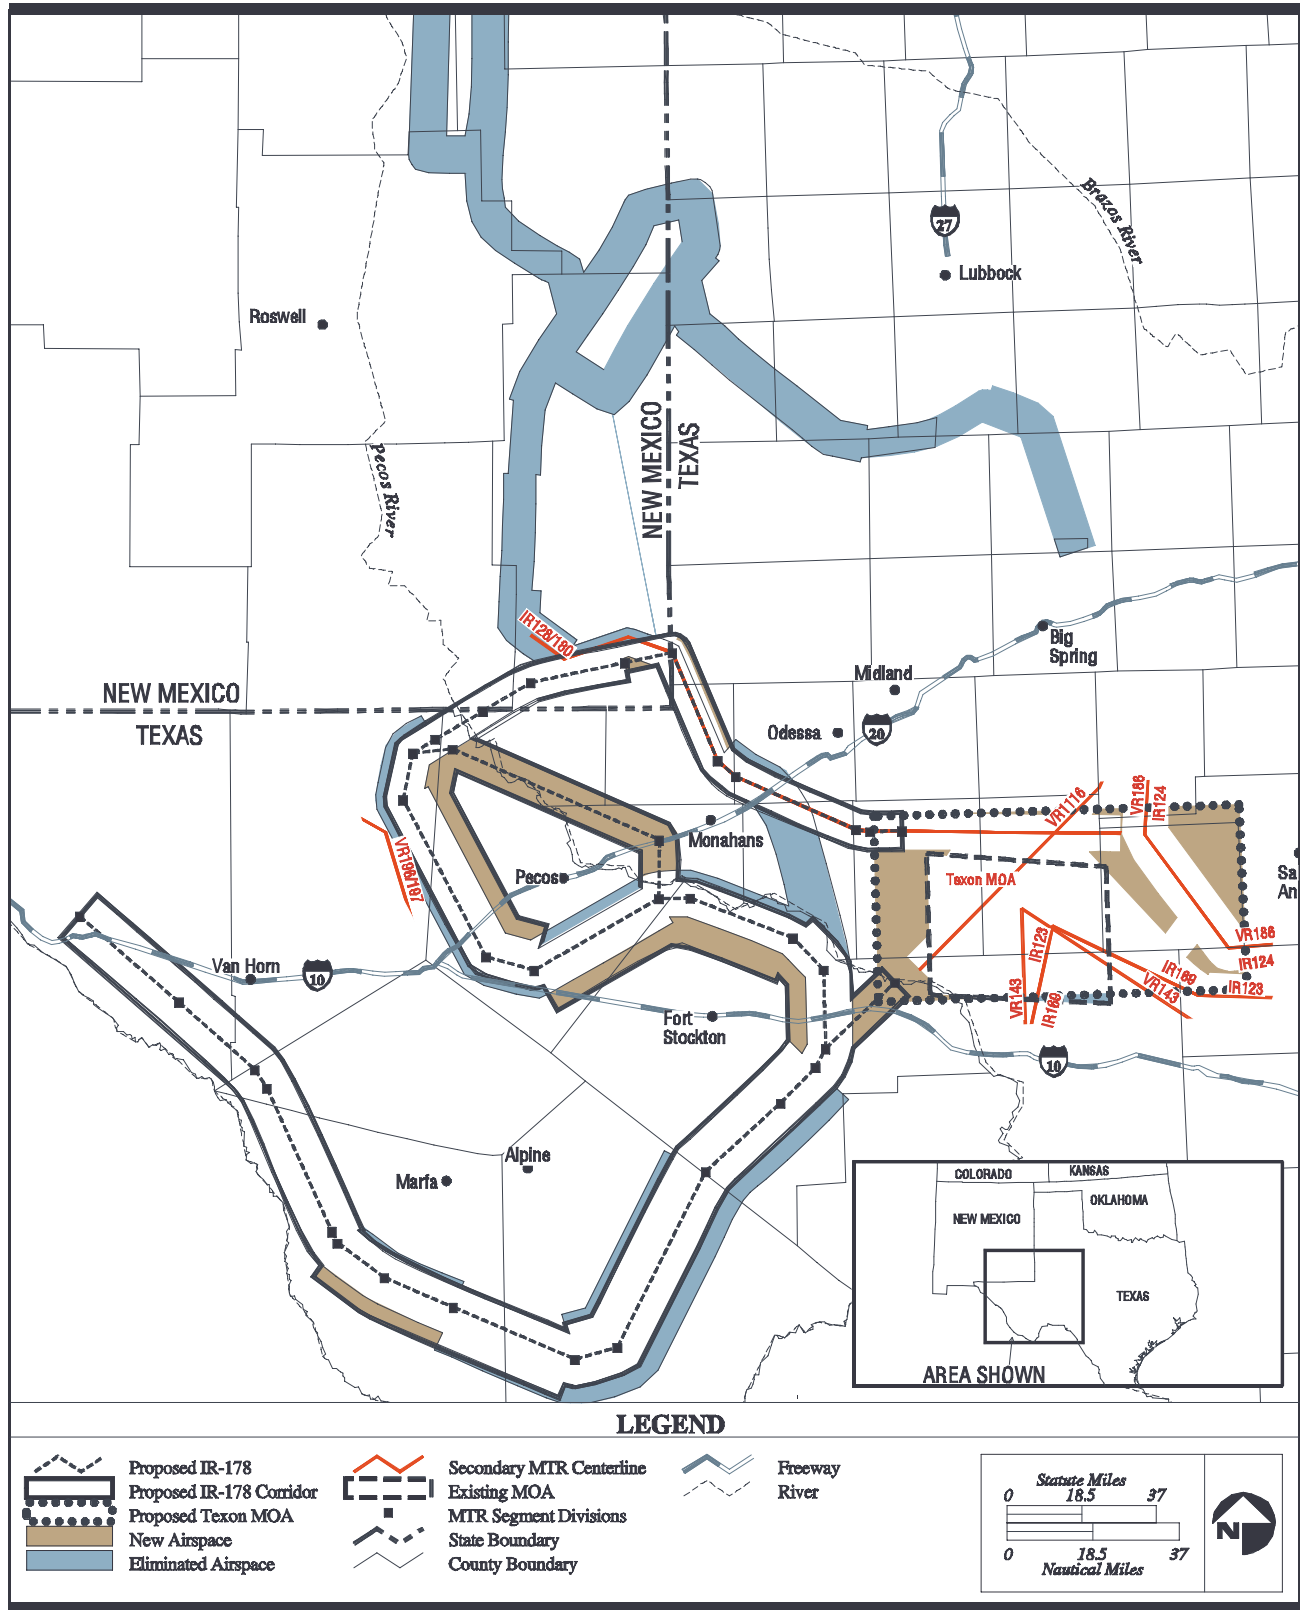 Brazos River
27
Lubbock
Roswell
NEW MEXICO
TEXAS
Pecos River
IR128/180
Big
Spring
Midland
NEW MEXICO
TEXAS
Odessa
20
VR1116
VR186
IR124
Monahans
VR196/197
Pecos
Texon MOA
Sa
An
VR186
IR123
IR124
Van Horn
10
IR169
VR143
IR123
VR143
IR169
Fort
Stockton
10
Alpine
Marfa
COLORADO
KANSAS
OKLAHOMA
NEW MEXICO
TEXAS
AREA SHOWN
LEGEND
Proposed IR-178
Proposed IR-178 Corridor
Proposed Texon MOA
New Airspace
Eliminated Airspace
Secondary MTR Centerline
Existing MOA
MTR Segment Divisions
State Boundary
County Boundary
Freeway
River
Statute Miles
0 18.5 37
0 18.5 37
Nautical Miles
N